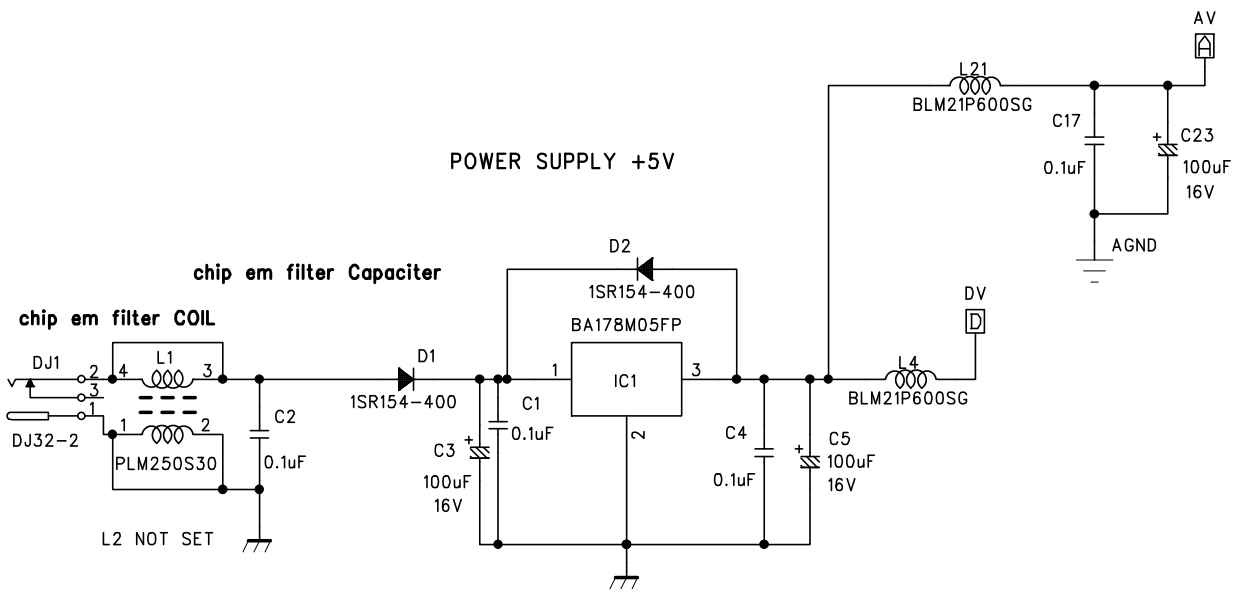 AV
A
L21
BLM21P600SG
C17
0.1uF
+
C23
100uF
16V
AGND
POWER SUPPLY +5V
D2
1SR154-400
chip em filter Capaciter
chip em filter COIL
BA178M05FP
DV
D
DJ1
2
4
L1
3
3
1
1
2
DJ32-2
PLM250S30
C2
0.1uF
L2 NOT SET
D1
1SR154-400
C1
0.1uF
C3
+
100uF
16V
1
IC1
3
2
C4
0.1uF
+
C5
100uF
16V
L4
BLM21P600SG